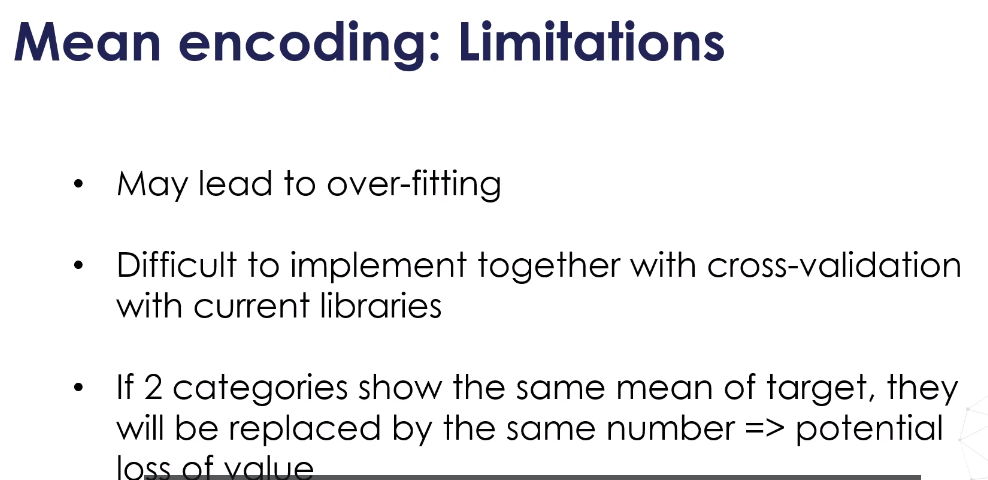 Mean encoding: Limitations
• May lead to over-fitting
• Difficult to implement together with cross-validation
with current libraries
• If 2 categories show the same mean of target, they
will be replaced by the same number => potential
loss of value